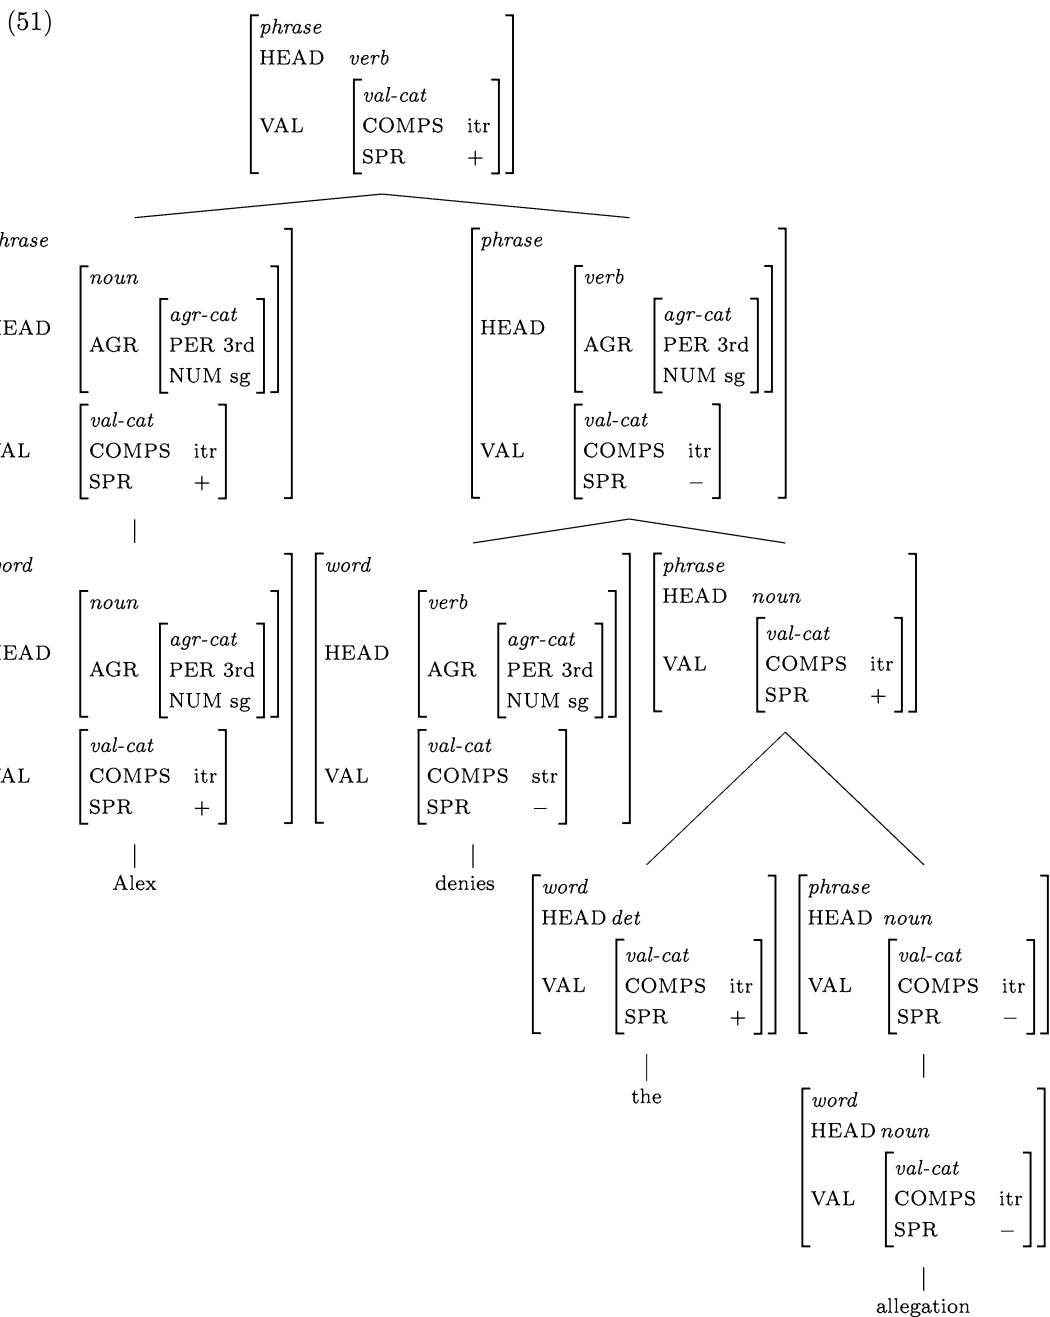 (51)
phrase
HEAD verb
val-cat
VAL COMPS itr
SPR +
hrase phrase
noun verb
agr-cat agr-cat
EAD AGR PER 3rd HEAD AGR PER 3rd
NUM sg NUM sg
val-cat val-cat
AL COMPS itr VAL COMPS itr
SPR + SPR −
ord word phrase
noun verb HEAD noun
agr-cat agr-cat val-cat
EAD AGR PER 3rd HEAD AGR PER 3rd VAL COMPS itr
NUM sg NUM sg SPR +
val-cat val-cat
AL COMPS itr VAL COMPS str
SPR + SPR −
Alex denies
word phrase
HEAD det HEAD noun
val-cat val-cat
VAL COMPS itr VAL COMPS itr
SPR + SPR −
the
word
HEAD noun
val-cat
VAL COMPS itr
SPR −
allegation